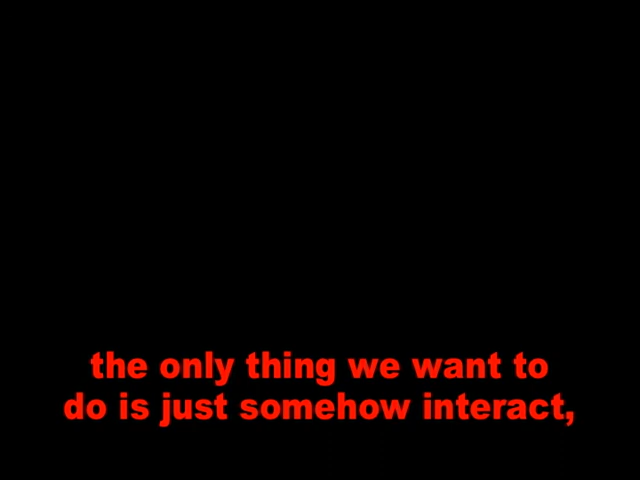 the only thing we want to
do is just somehow interact,